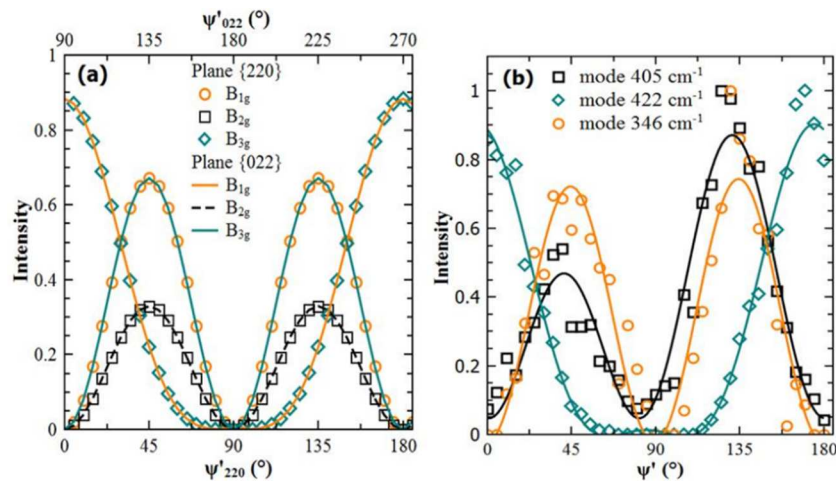 ψ'022 (°)
90 135 180 225 270
1
0.8
0.6
0.4
0.2
0
Intensity
(a)
Plane {220}
B1g
B2g
B3g
Plane {022}
B1g
B2g
B3g
0 45 90 135 180
ψ'220 (°)
1
0.8
0.6
0.4
0.2
0
Intensity
(b)
mode 405 cm-1
mode 422 cm-1
mode 346 cm-1
0 45 90 135 180
ψ' (°)